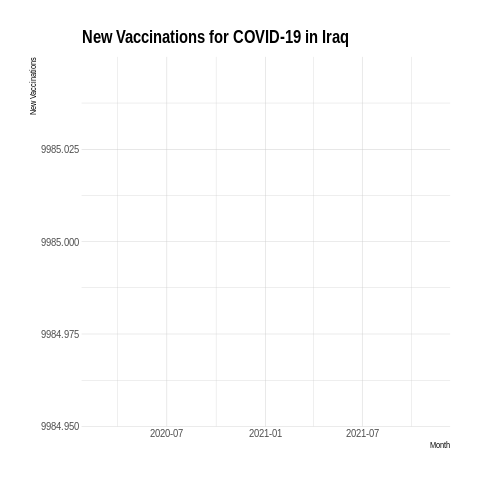 New Vaccinations for COVID-19 in Iraq
New Vaccinations
9985.025
9985.000
9984.975
9984.950
2020-07 2021-01 2021-07
Month